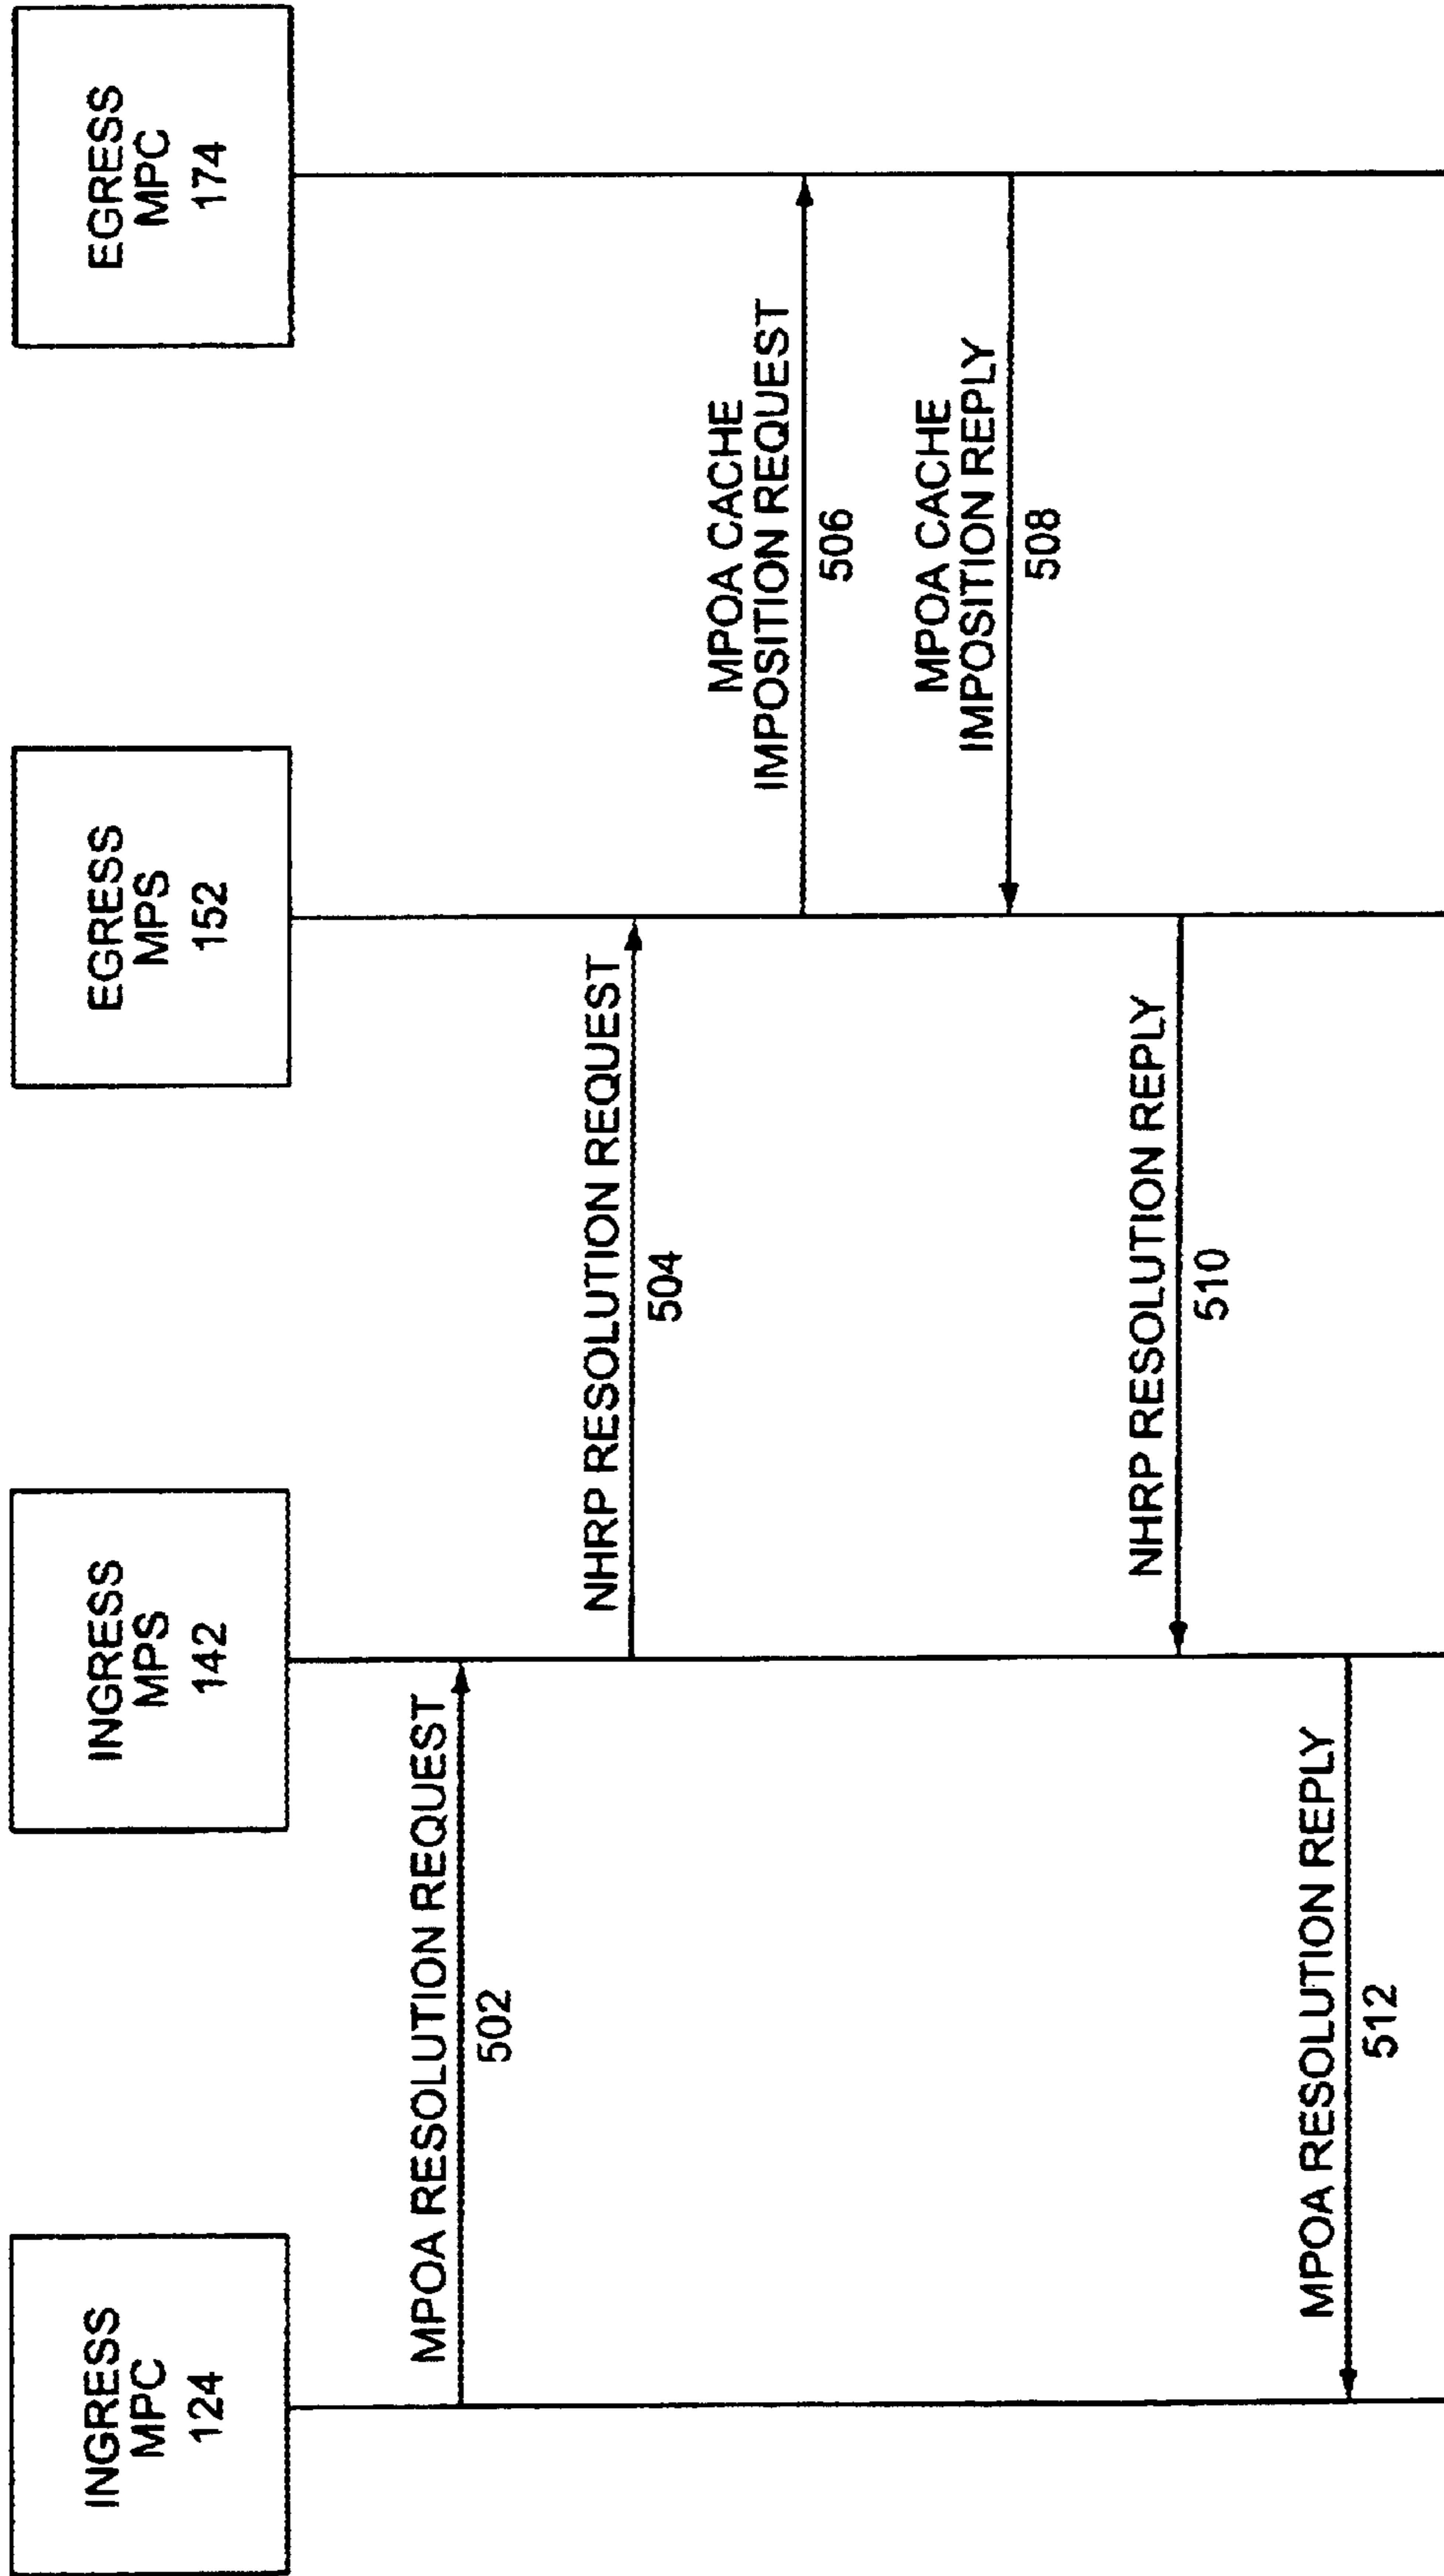 INGRESS
MPC
124
INGRESS
MPS
142
EGRESS
MPS
152
EGRESS
MPC
174
MPOA RESOLUTION REQUEST
502
NHRP RESOLUTION REQUEST
504
MPOA CACHE
IMPOSITION REQUEST
506
MPOA CACHE
IMPOSITION REPLY
508
NHRP RESOLUTION REPLY
510
MPOA RESOLUTION REPLY
512